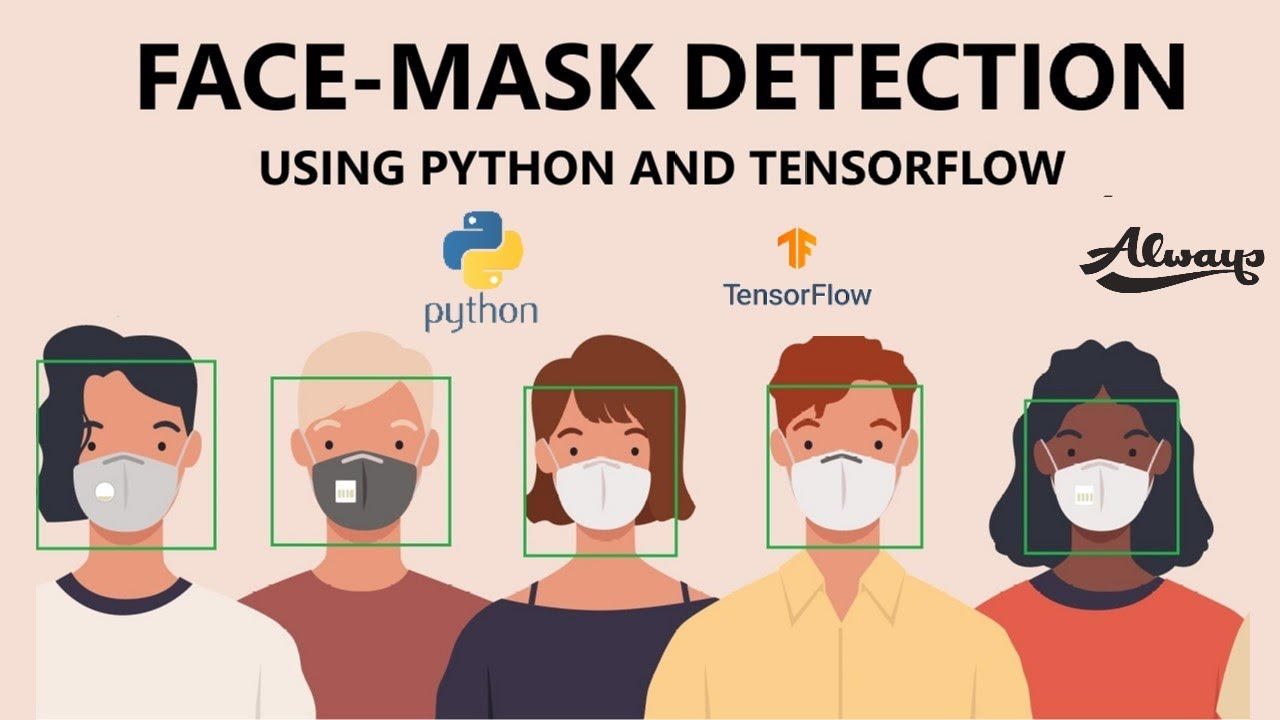 FACE-MASK DETECTION
USING PYTHON AND TENSORFLOW
python
TensorFlow
Always